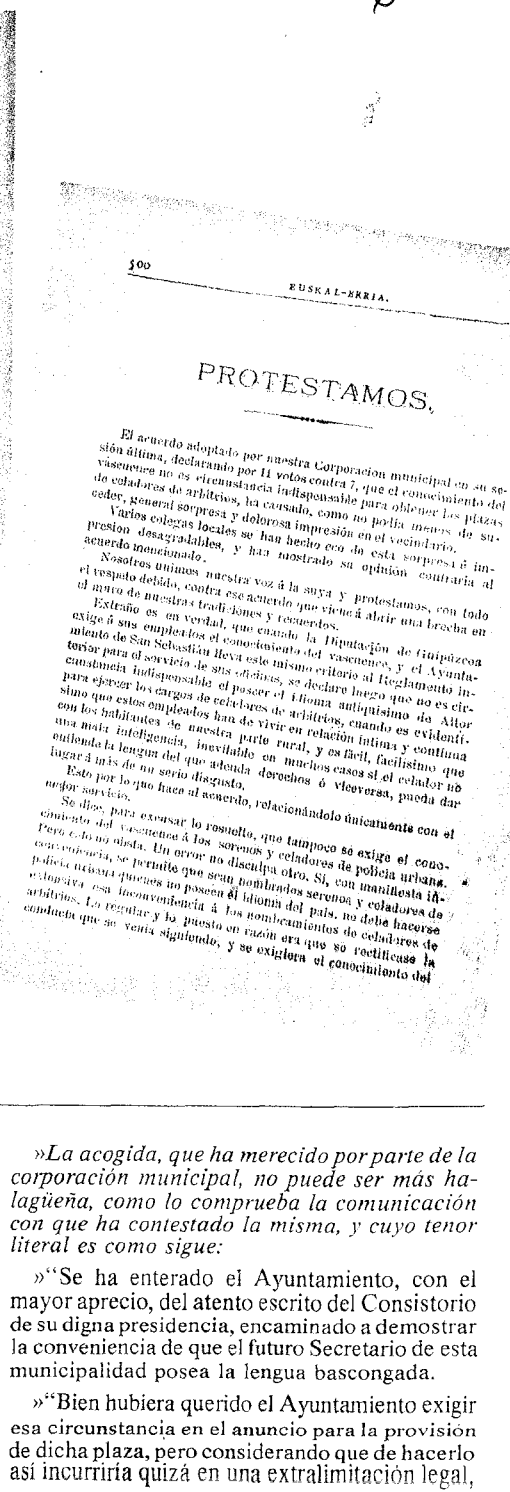 500
EUSKAL-ERRIA.
PROTESTAMOS.
El acuerdo adoptado por nuestra Corporacion municipal en su se-
sión última, declarando por 11 votos contra 7, que el conocimiento del
vascuence no es circunstancia indispensable para obtener las plazas
de celadores de arbitrios, ha causado, como no podía menos de su-
ceder, general sorpresa y dolorosa impresión en el vecindario.
Varios colegas locales se han hecho eco de esta sorpresa é im-
presion desagradables, y han mostrado su opinión contraria al
acuerdo mencionado.
Nosotros unimos nuestra voz á la suya y protestamos, con todo
el respeto debido, contra ese acuerdo que viene á abrir una brecha en
el muro de nuestras tradiciones y recuerdos.
Extraño es en verdad, que cuando la Diputación de Guipúzcoa
exige á sus empleados el conocimiento del vascuence, y el Ayunta-
miento de San Sebastián lleva este mismo criterio al Reglamento in-
terior para el servicio de sus oficinas, se declare luego que no es cir-
cunstancia indispensable el poseer el idioma antiquísimo de Aitor
para ejercer los cargos de celadores de arbitrios, cuando es evidentí-
simo que estos empleados han de vivir en relación íntima y contínua
con los habitantes de nuestra parte rural, y es fácil, facilísimo que
una mala inteligencia, inevitable en muchos casos si el celador no
entienda la lengua del que adeuda derechos ó viceversa, pueda dar
lugar á más de un serio disgusto.
Esto por lo que hace al acuerdo, relacionándolo únicamente con el
mejor servicio.
Se dice, para excusar lo resuelto, que tampoco se exige el cono-
cimiento del vascuence á los serenos y celadores de policia urbana.
Pero esto no obsta. Un error no disculpa otro. Si, con manifiesta in-
conveniencia, se permite que sean nombrados serenos y celadores de
policia urbana quienes no poseen el idioma del país, no debe hacerse
extensiva esa inconveniencia á los nombramientos de celadores de
arbitrios. Lo regular y lo puesto en razón era que se rectificase la
conducta que se venía siguiendo, y se exigiera el conocimiento del
»La acogida, que ha merecido por parte de la
corporación municipal, no puede ser más ha-
lagüeña, como lo comprueba la comunicación
con que ha contestado la misma, y cuyo tenor
literal es como sigue:
»“Se ha enterado el Ayuntamiento, con el
mayor aprecio, del atento escrito del Consistorio
de su digna presidencia, encaminado a demostrar
la conveniencia de que el futuro Secretario de esta
municipalidad posea la lengua bascongada.
»“Bien hubiera querido el Ayuntamiento exigir
esa circunstancia en el anuncio para la provisión
de dicha plaza, pero considerando que de hacerlo
así incurriría quizá en una extralimitación legal,